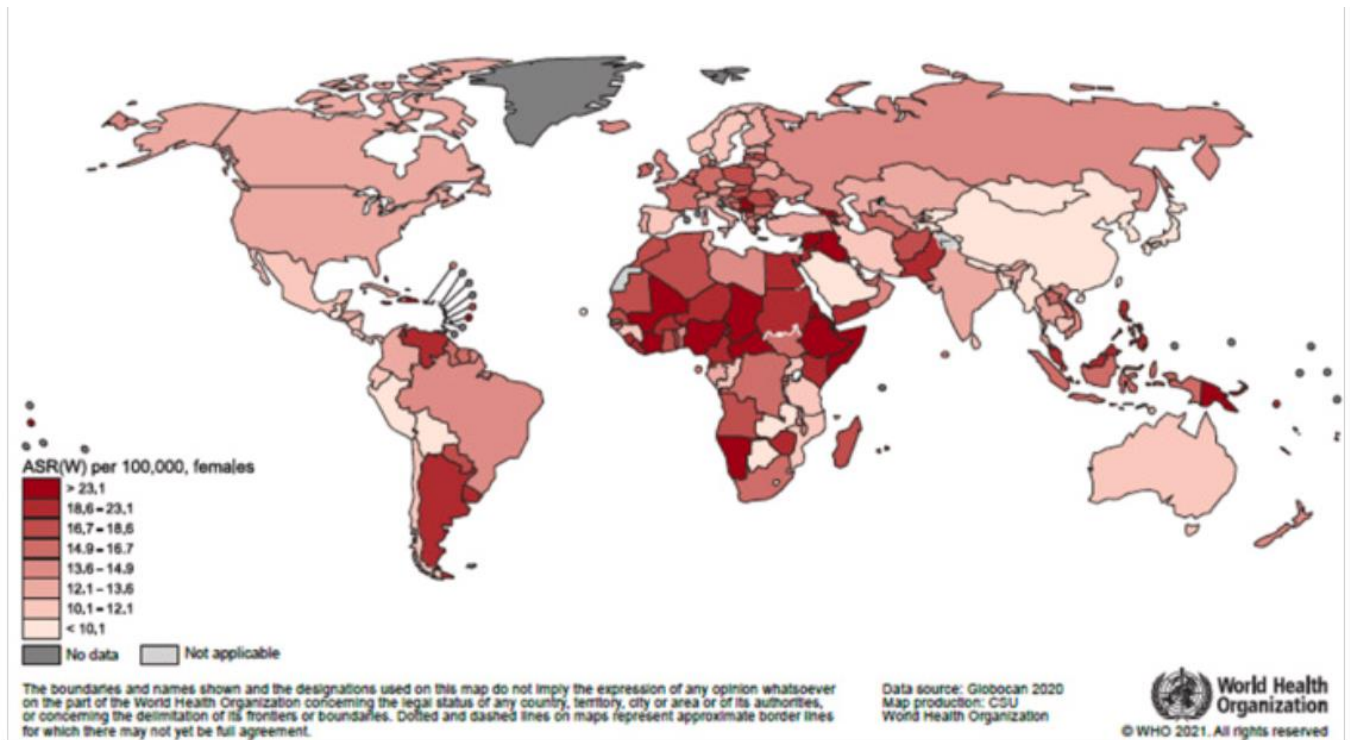 ASR(W) per 100,000, females
> 23,1
18,6–23,1
16,7–18,6
14,9–16,7
13,6–14,9
12,1–13,6
10,1–12,1
< 10,1
No data
Not applicable
The boundaries and names shown and the designations used on this map do not imply the expression of any opinion whatsoever
on the part of the World Health Organization concerning the legal status of any country, territory, city or area or of its authorities,
or concerning the delimitation of its frontiers or boundaries. Dotted and dashed lines on maps represent approximate border lines
for which there may not yet be full agreement.
Data source: Globocan 2020
Map production: CSU
World Health Organization
World Health
Organization
© WHO 2021. All rights reserved